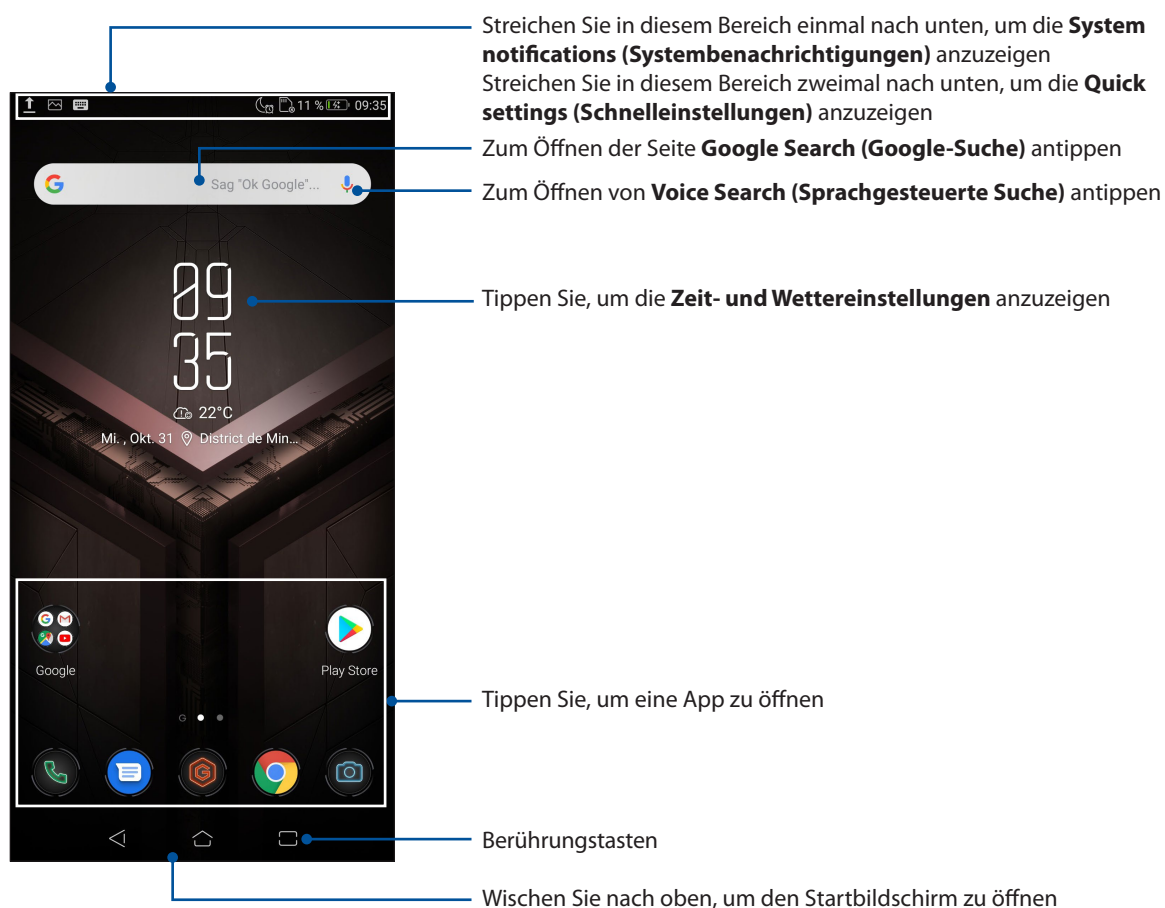 Streichen Sie in diesem Bereich einmal nach unten, um die System
notifications (Systembenachrichtigungen) anzuzeigen
Streichen Sie in diesem Bereich zweimal nach unten, um die Quick
settings (Schnelleinstellungen) anzuzeigen
11 % 09:35
Zum Öffnen der Seite Google Search (Google-Suche) antippen
Sag "Ok Google"...
Zum Öffnen von Voice Search (Sprachgesteuerte Suche) antippen
09
35
Tippen Sie, um die Zeit- und Wettereinstellungen anzuzeigen
22°C
Mi. , Okt. 31 District de Min...
Google
Play Store
Tippen Sie, um eine App zu öffnen
Berührungstasten
Wischen Sie nach oben, um den Startbildschirm zu öffnen